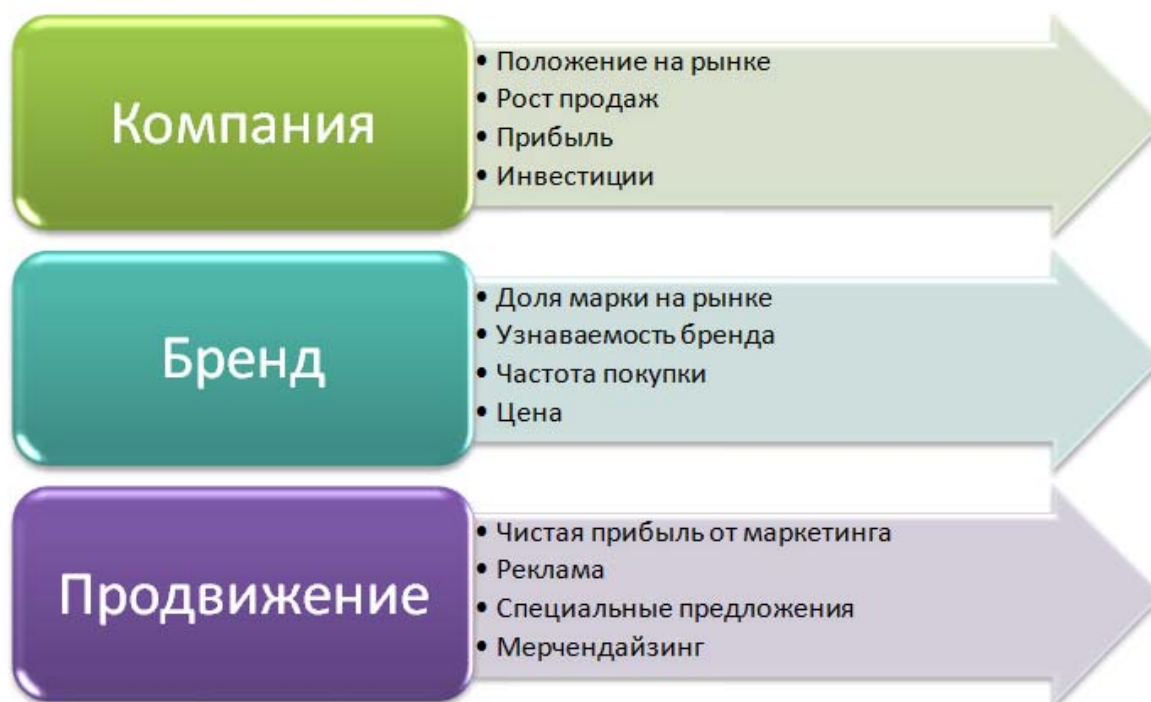 Компания
• Положение на рынке
• Рост продаж
• Прибыль
• Инвестиции
Бренд
• Доля марки на рынке
• Узнаваемость бренда
• Частота покупки
• Цена
Продвижение
• Чистая прибыль от маркетинга
• Реклама
• Специальные предложения
• Мерчендайзинг